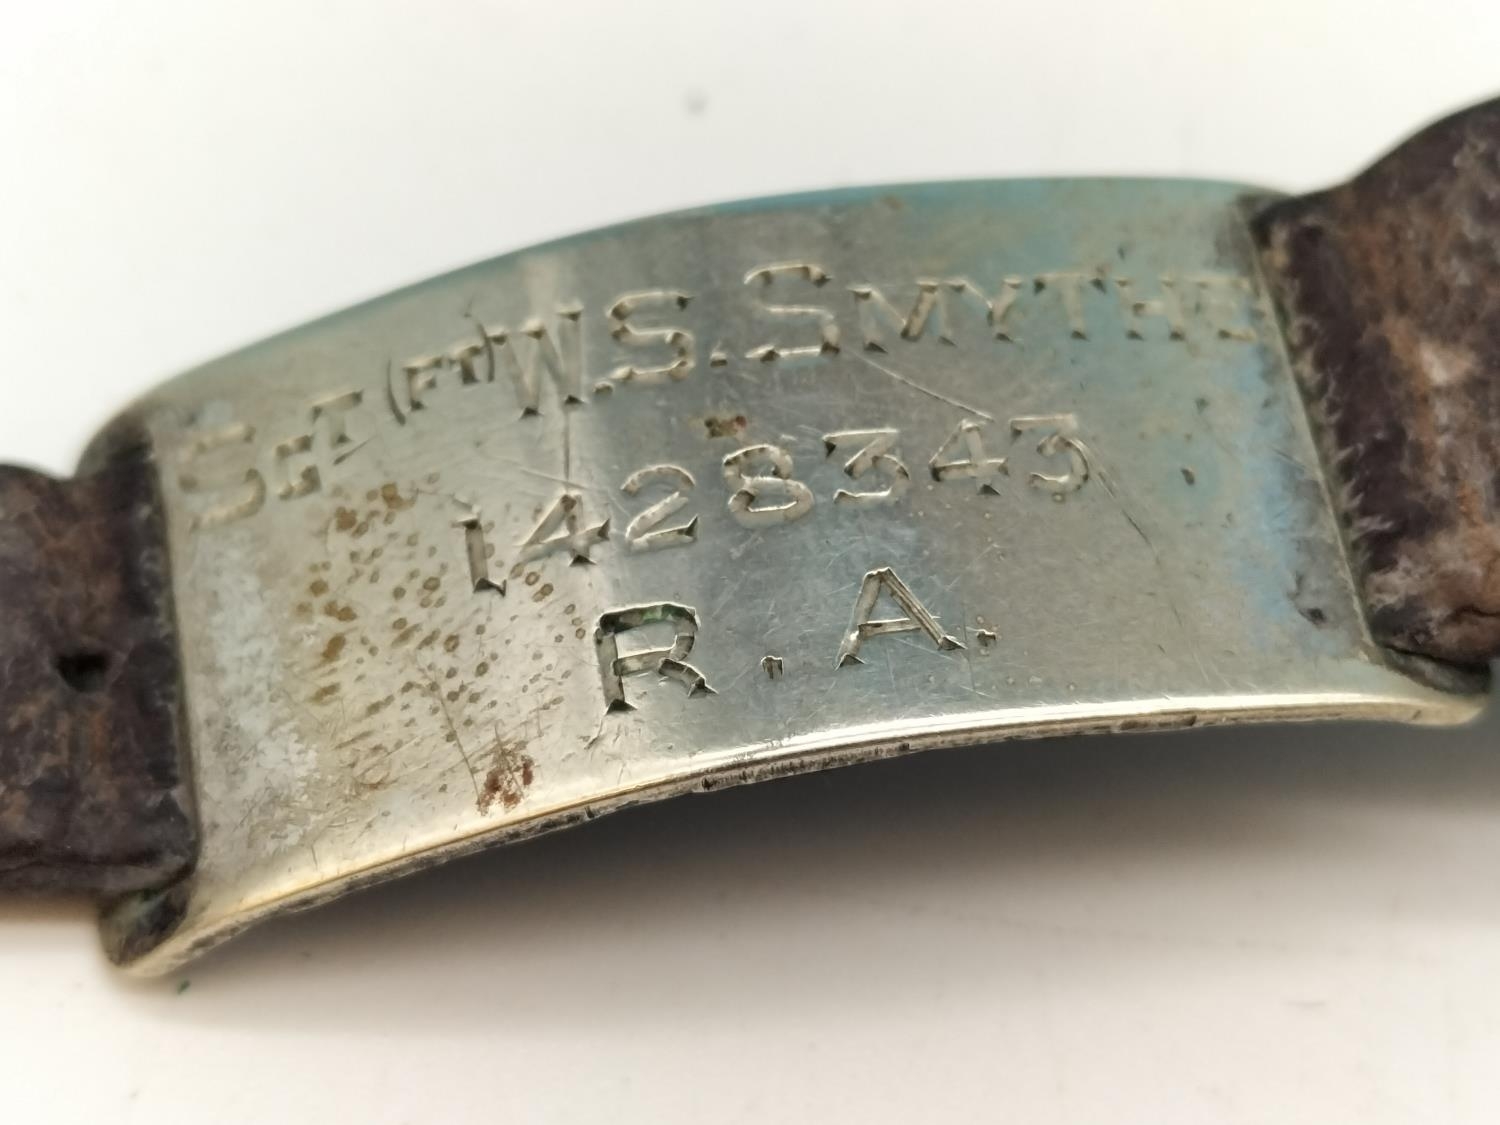 SGT (FT) W.S. SMYTHE
1428343
R. A.